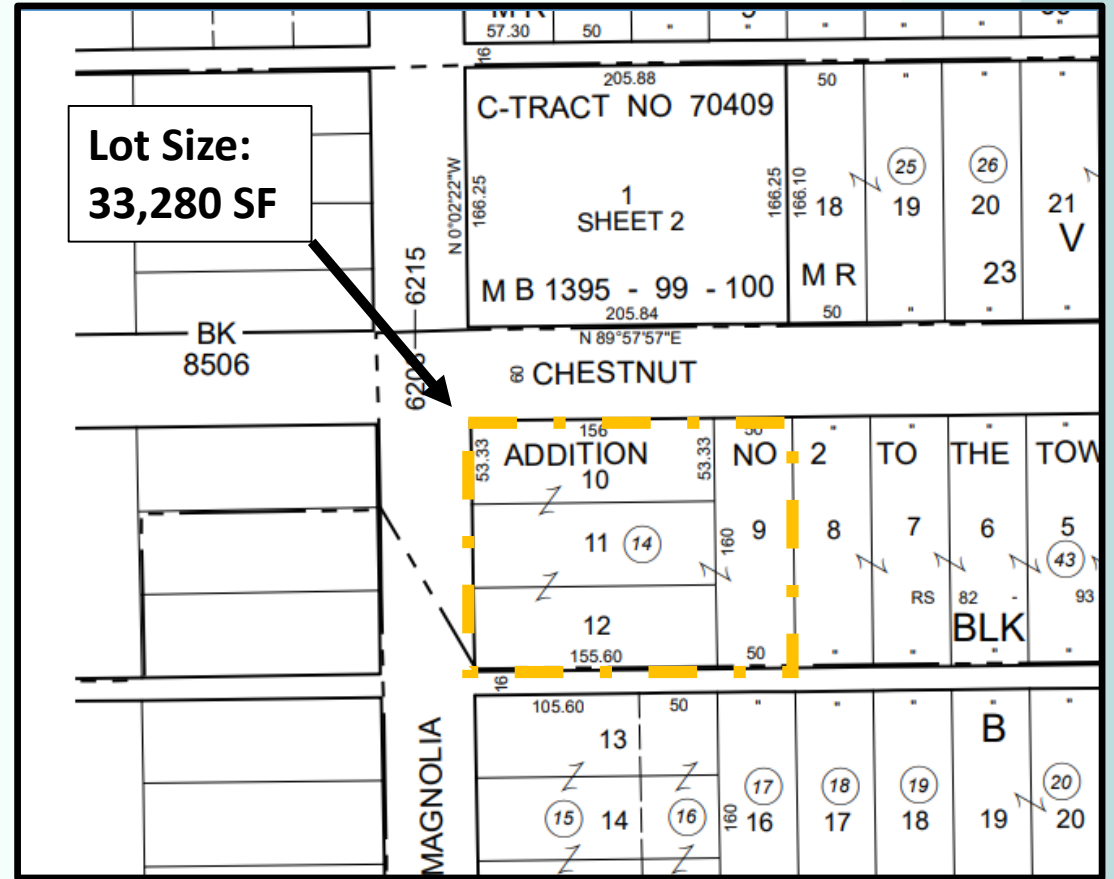 M R
57.30 50 " " " " "
16
205.88 50 " "
C-TRACT NO 70409
Lot Size:
33,280 SF
N 0°02'22"W
166.25
166.25
166.10
1
SHEET 2
18
25
19
26
20
21
V
M R
23
M B 1395 - 99 - 100
205.84 50 " " "
N 89°57'57"E
6215
BK
8506
60 CHESTNUT
156 " " " "
53.33
53.33
ADDITION NO 2 TO THE TOW
10
11 14
160
9 8 7 6 5
43
RS 82 - 93
12
BLK
155.60 50 " " " "
16
105.60 50 " " " " "
13
B
17 18 19 20
15 14 16
160
16 17 18 19 20
MAGNOLIA